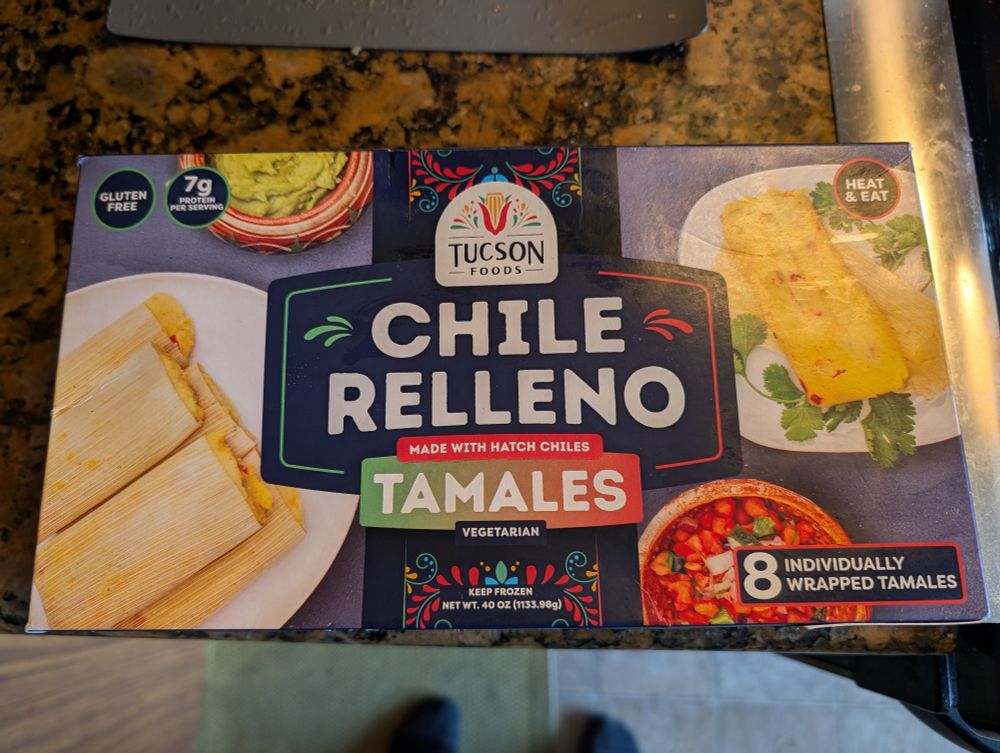 GLUTEN
FREE
7g
PROTEIN
PER SERVING
TUCSON
FOODS
HEAT
& EAT
CHILE
RELLENO
MADE WITH HATCH CHILES
TAMALES
VEGETARIAN
KEEP FROZEN
NET WT. 40 OZ (1133.98g)
8 INDIVIDUALLY
WRAPPED TAMALES